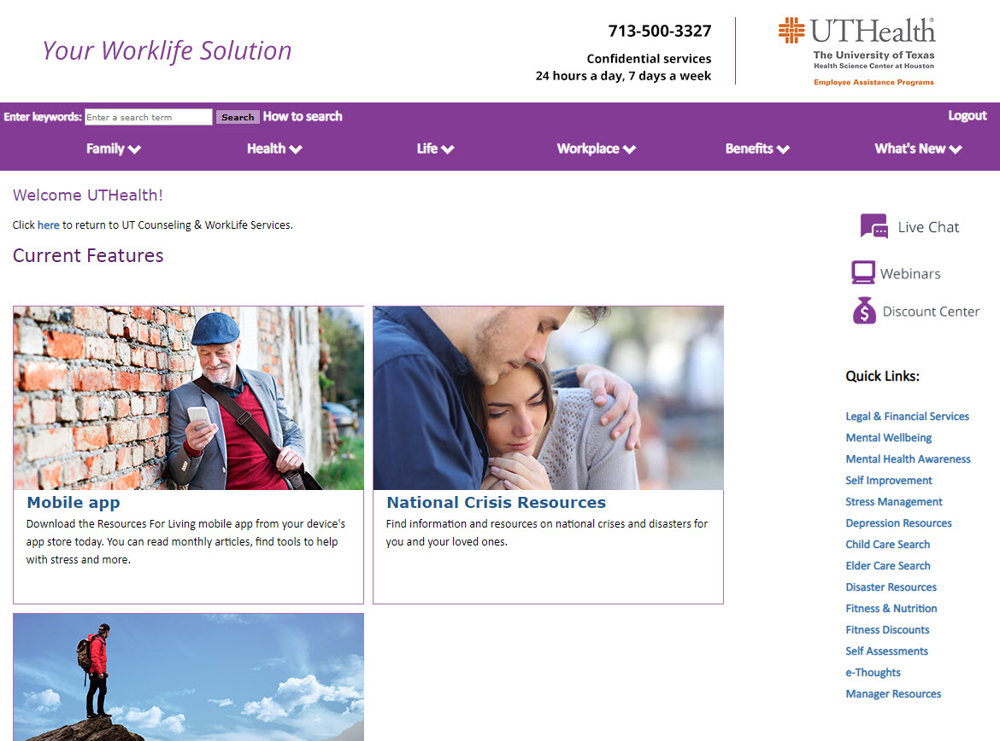 Your Worklife Solution
713-500-3327
Confidential services
24 hours a day, 7 days a week
UTHealth®
The University of Texas
Health Science Center at Houston
Employee Assistance Programs
Enter keywords: Enter a search term Search How to search
Logout
Family Health Life Workplace Benefits What's New
Welcome UTHealth!
Click here to return to UT Counseling & WorkLife Services.
Current Features
Mobile app
Download the Resources For Living mobile app from your device's
app store today. You can read monthly articles, find tools to help
with stress and more.
National Crisis Resources
Find information and resources on national crises and disasters for
you and your loved ones.
Live Chat
Webinars
$ Discount Center
Quick Links:
Legal & Financial Services
Mental Wellbeing
Mental Health Awareness
Self Improvement
Stress Management
Depression Resources
Child Care Search
Elder Care Search
Disaster Resources
Fitness & Nutrition
Fitness Discounts
Self Assessments
e-Thoughts
Manager Resources